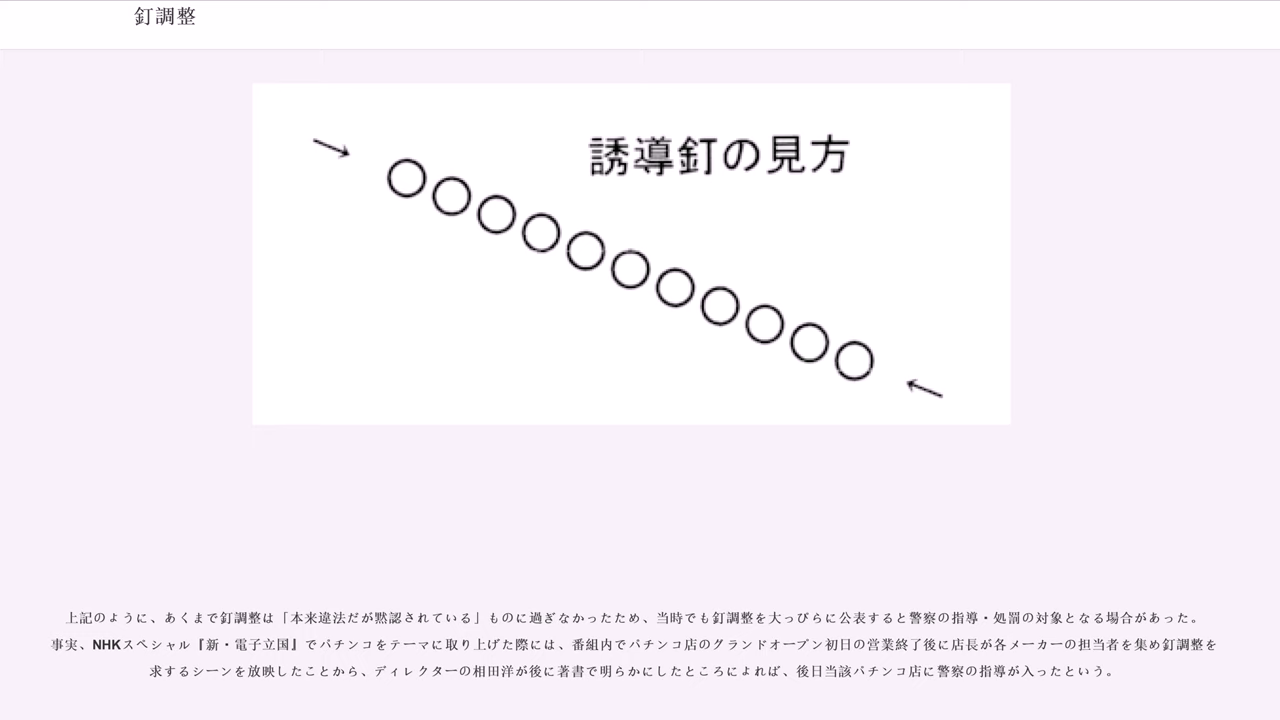 釘調整
誘導釘の見方
上記のように、あくまで釘調整は「本来違法だが黙認されている」ものに過ぎなかったため、当時でも釘調整を大っぴらに公表すると警察の指導・処罰の対象となる場合があった。
事実、NHKスペシャル『新・電子立国』でパチンコをテーマに取り上げた際には、番組内でパチンコ店のグランドオープン初日の営業終了後に店長が各メーカーの担当者を集め釘調整を
求するシーンを放映したことから、ディレクターの相田洋が後に著書で明らかにしたところによれば、後日当該パチンコ店に警察の指導が入ったという。